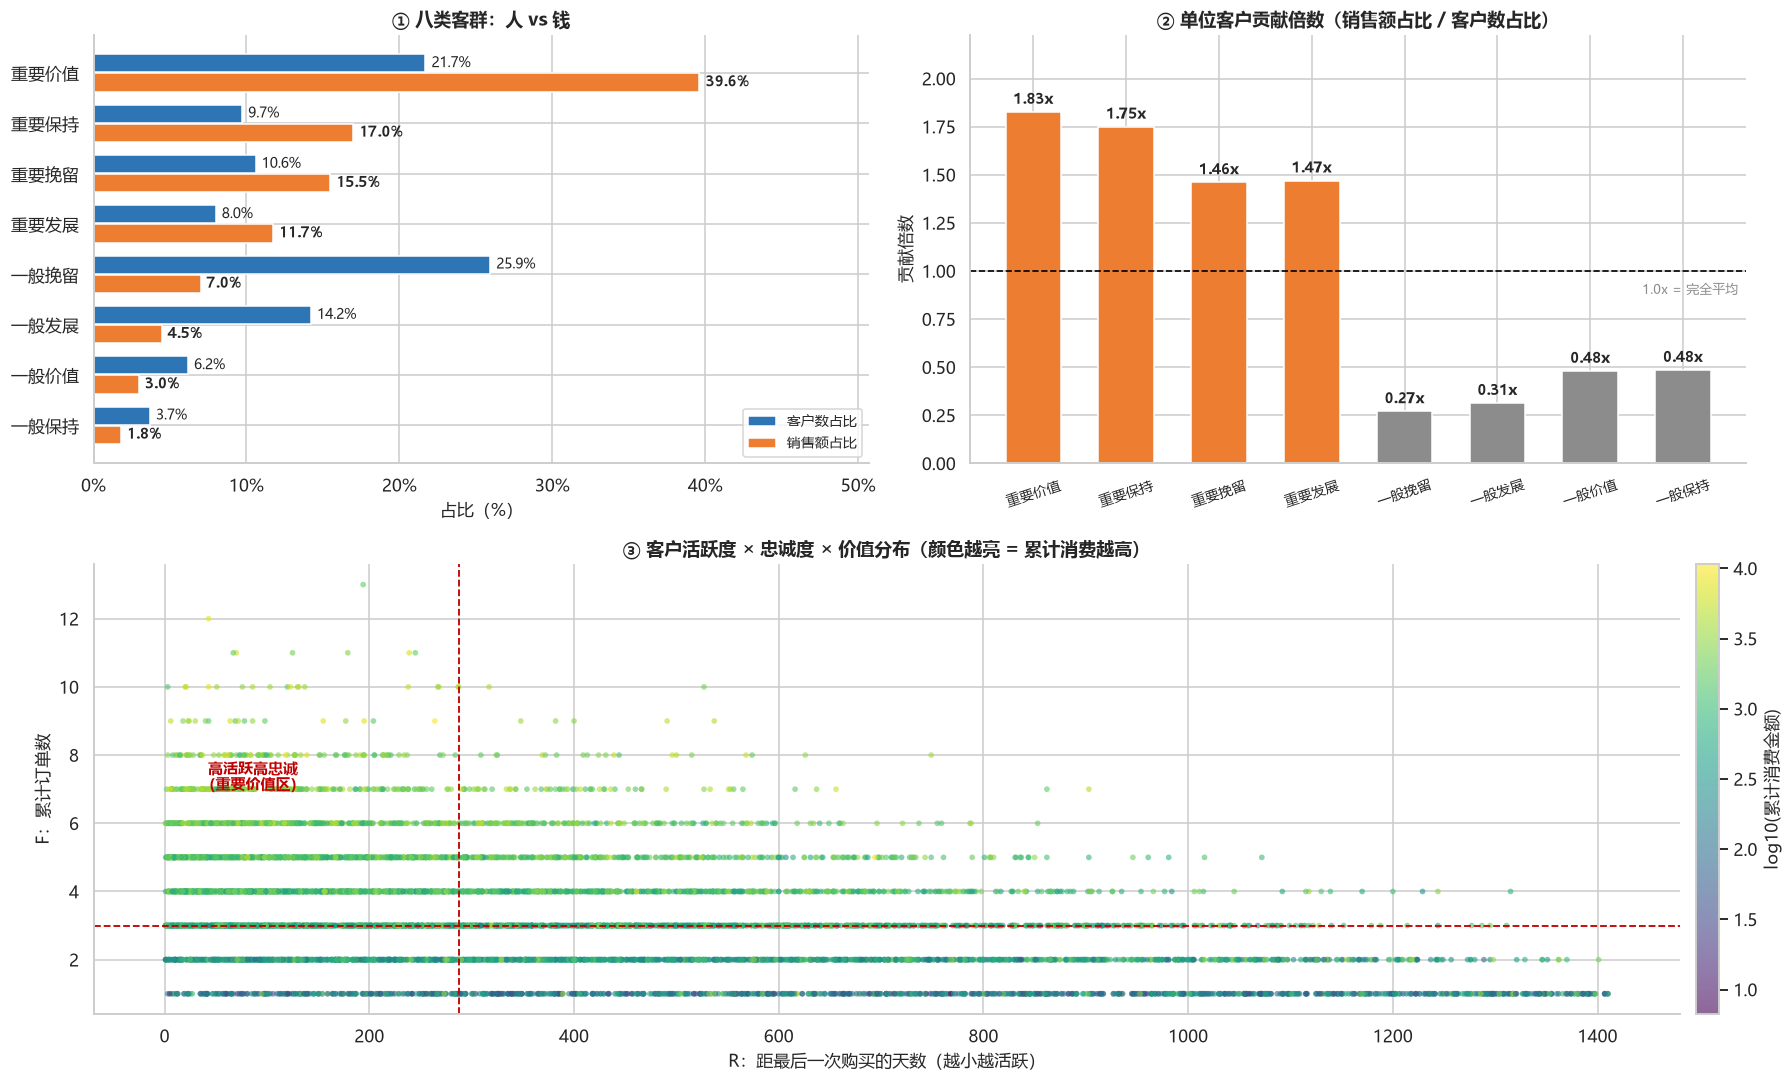 ① 八类客群：人 vs 钱
重要价值
21.7%
39.6%
重要保持
9.7%
17.0%
重要挽留
10.6%
15.5%
重要发展
8.0%
11.7%
一般挽留
25.9%
7.0%
一般发展
14.2%
4.5%
一般价值
6.2%
3.0%
一般保持
3.7%
1.8%
客户数占比
销售额占比
0% 10% 20% 30% 40% 50%
占比（%）
② 单位客户贡献倍数（销售额占比 / 客户数占比）
贡献倍数
2.00
1.75
1.50
1.25
1.00
0.75
0.50
0.25
0.00
1.83x
1.75x
1.46x
1.47x
0.27x
0.31x
0.48x
0.48x
1.0x = 完全平均
重要价值 重要保持 重要挽留 重要发展 一般挽留 一般发展 一般价值 一般保持
③ 客户活跃度 × 忠诚度 × 价值分布（颜色越亮 = 累计消费越高）
F：累计订单数
12
10
8
6
4
2
高活跃高忠诚
(重要价值区)
0 200 400 600 800 1000 1200 1400
R：距最后一次购买的天数（越小越活跃）
4.0
3.5
3.0
2.5
2.0
1.5
1.0
log10(累计消费金额)